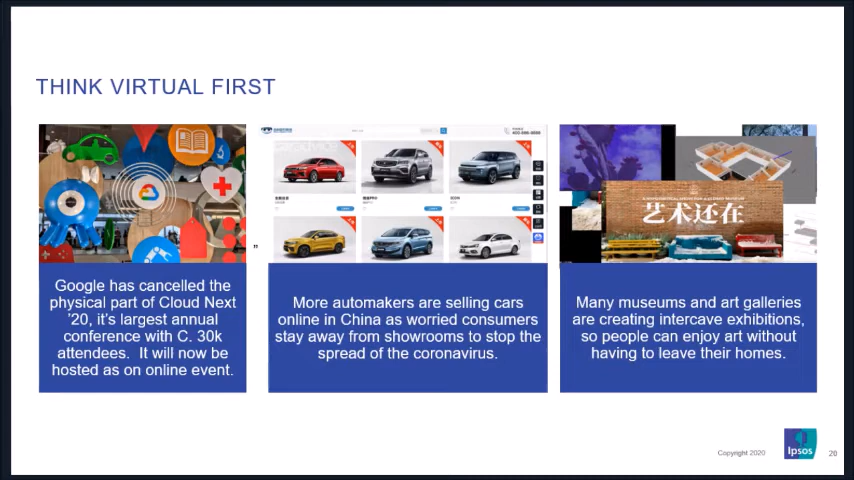 THINK VIRTUAL FIRST
艺术还在
"
Google has cancelled the
physical part of Cloud Next
'20, it's largest annual
conference with C. 30k
attendees. It will now be
hosted as on online event.
More automakers are selling cars
online in China as worried consumers
stay away from showrooms to stop the
spread of the coronavirus.
Many museums and art galleries
are creating intercave exhibitions,
so people can enjoy art without
having to leave their homes.
Copyright 2020
Ipsos
20